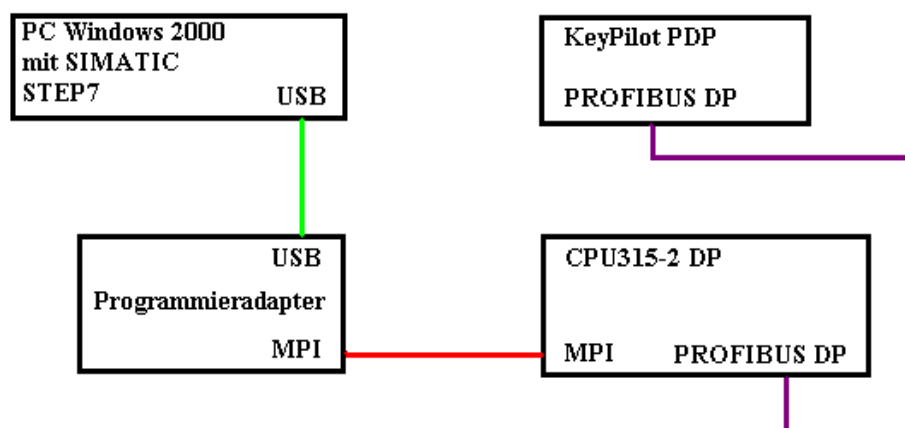 PC Windows 2000
mit SIMATIC
STEP7
USB
KeyPilot PDP
PROFIBUS DP
USB
Programmieradapter
MPI
CPU315-2 DP
MPI
PROFIBUS DP